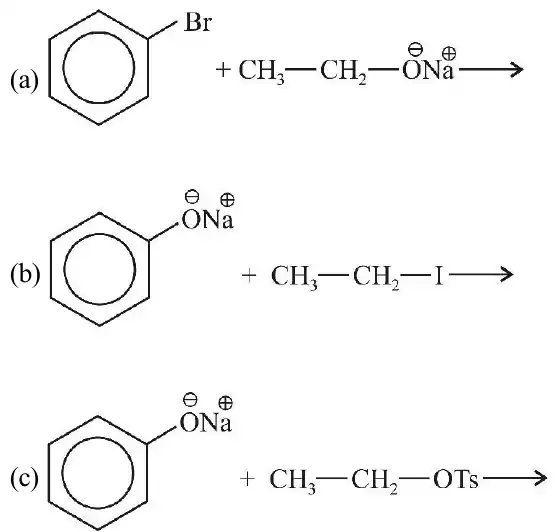 Br
(a) + CH₃—CH₂—O⊖Na⊕ ⟶
O⊖Na⊕
(b) + CH₃—CH₂—I ⟶
O⊖Na⊕
(c) + CH₃—CH₂—OTs ⟶